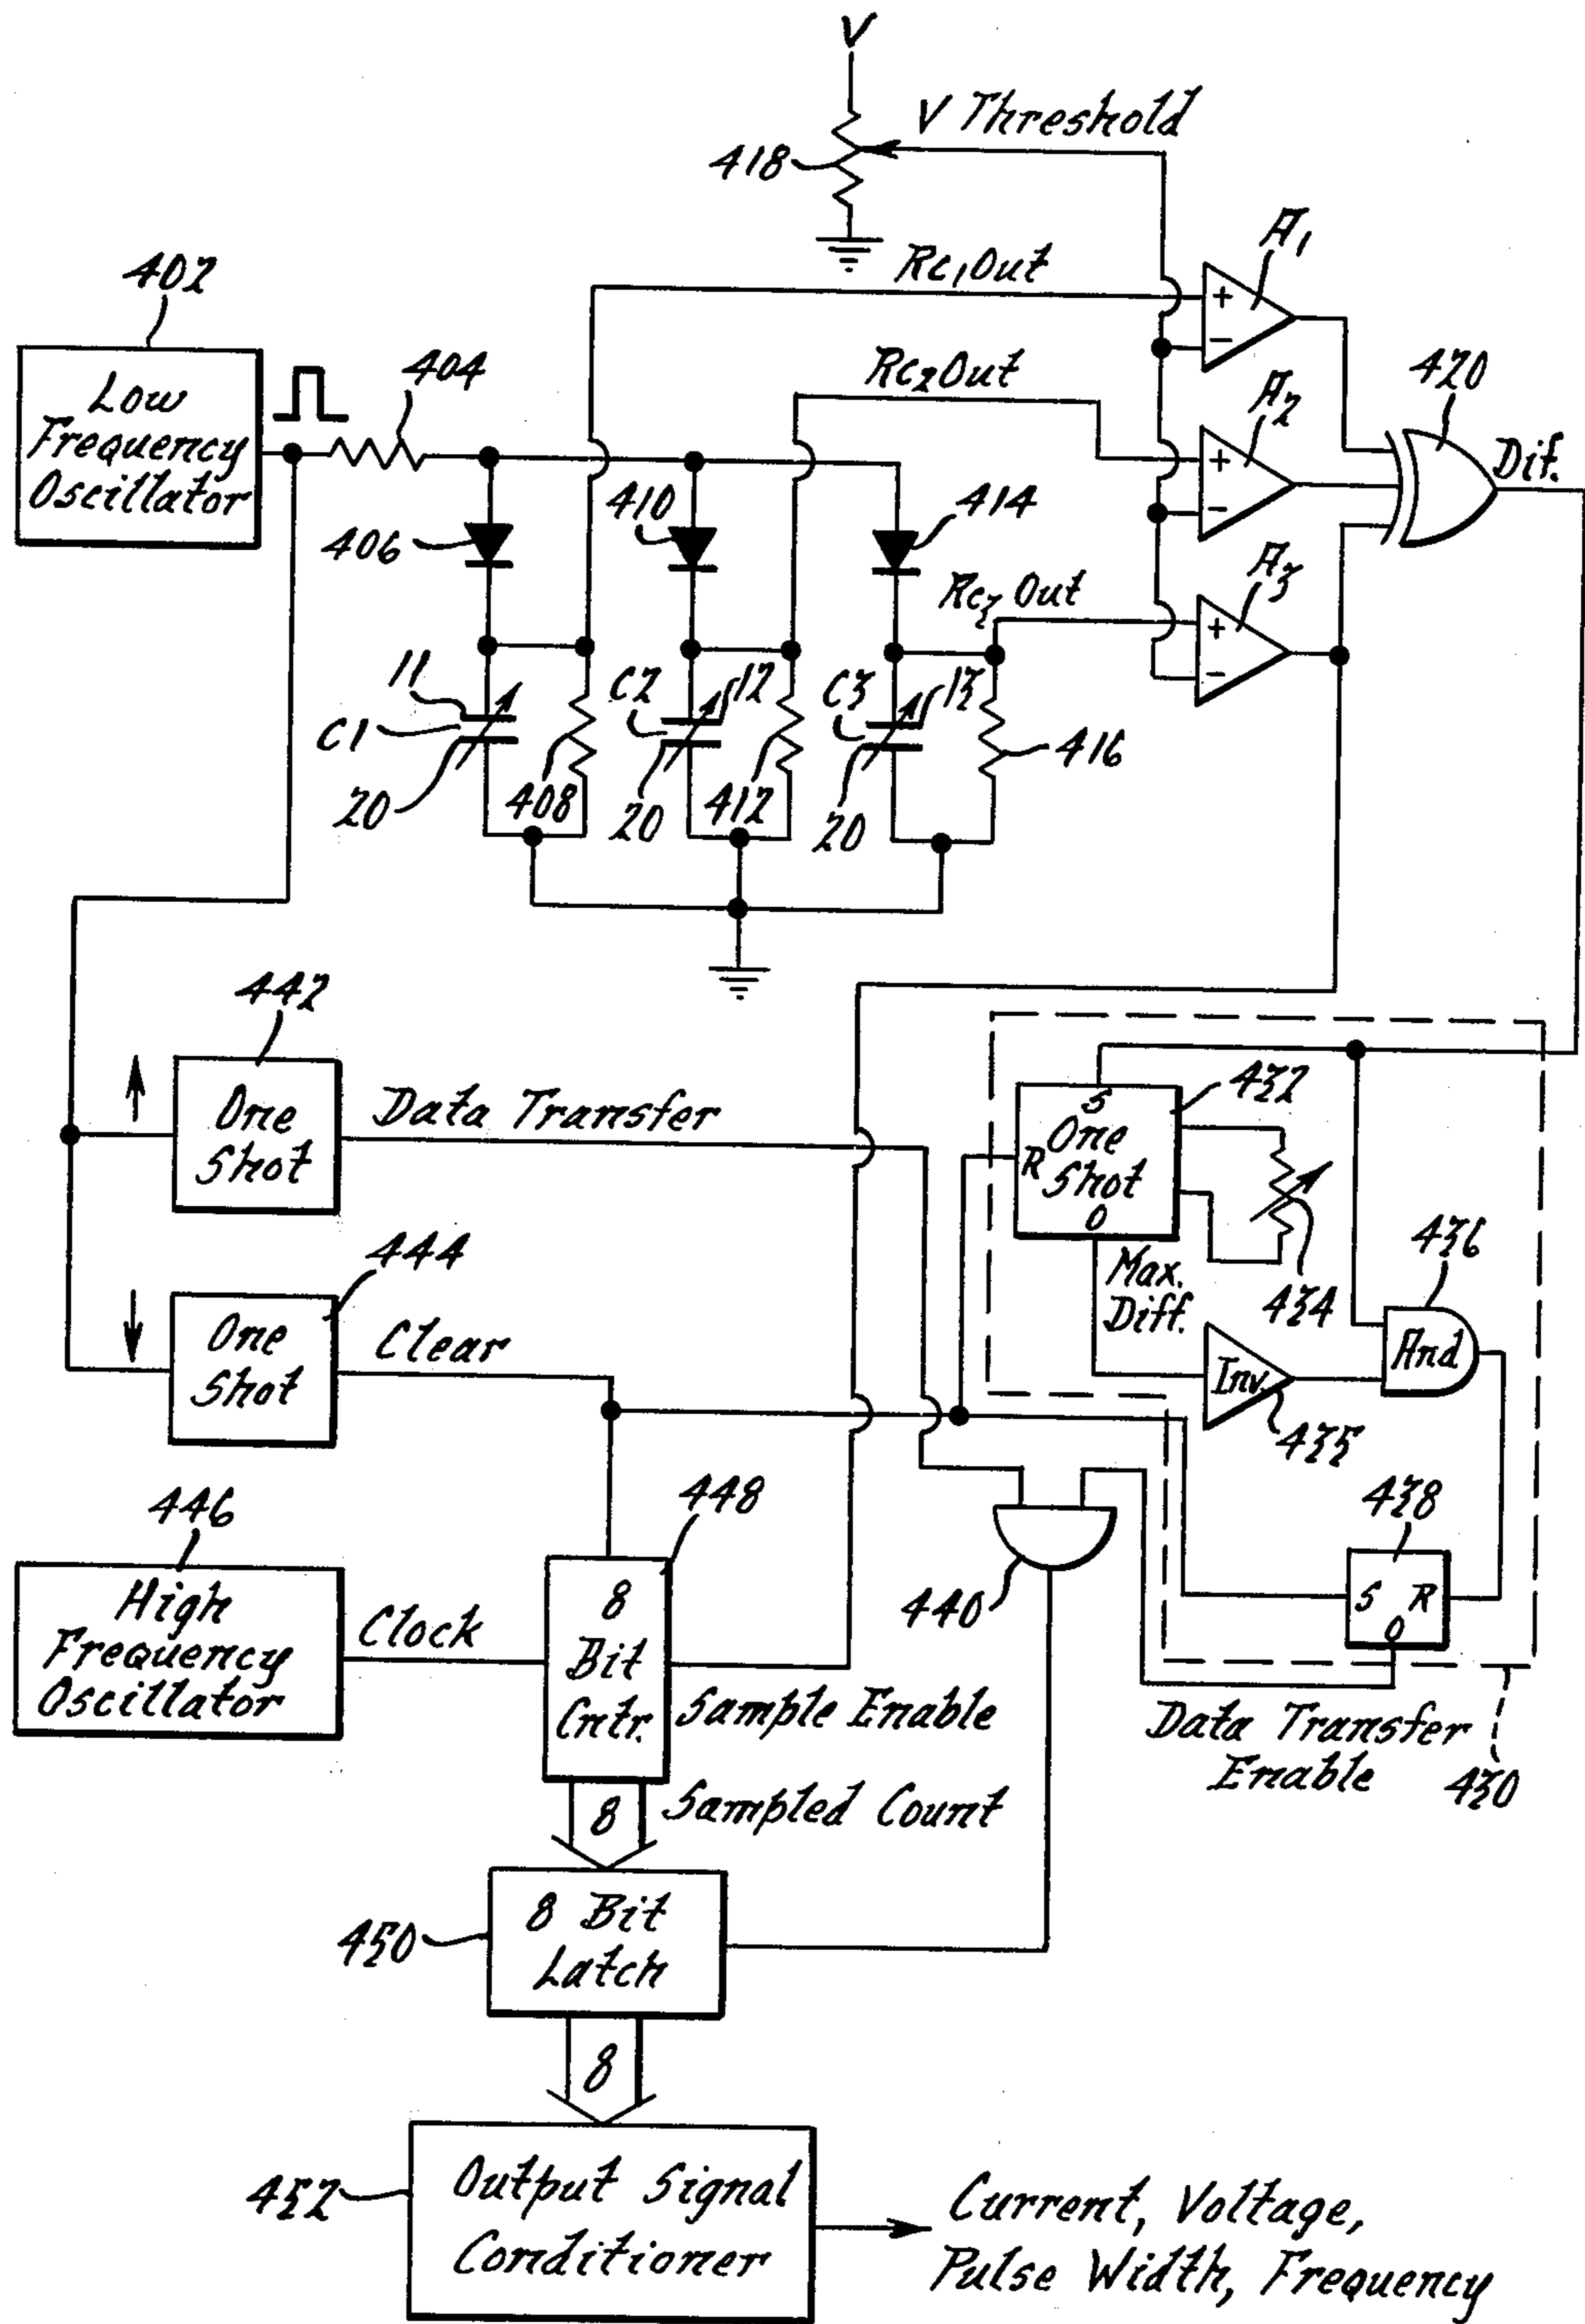 V
V Threshold
418
A1
402
Rc1 Out
404
Rc2 Out
420
Low
Frequency
Oscillator
+
-
A2
Dif.
410
414
406
+
-
A3
Rc3 Out
+
-
11
C1
20
408
C2
12
20
412
C3
13
20
416
442
One
Shot
Data Transfer
432
S
One
Shot
R
O
434
436
444
Max.
Diff.
And
One
Shot
Clear
Inv.
435
446
448
438
High
Frequency
Oscillator
Clock
8
Bit
Cntr.
440
S
R
O
Sample Enable
Data Transfer
Enable
430
8
Sampled Count
450
8 Bit
Latch
8
452
Output Signal
Conditioner
Current, Voltage,
Pulse Width, Frequency